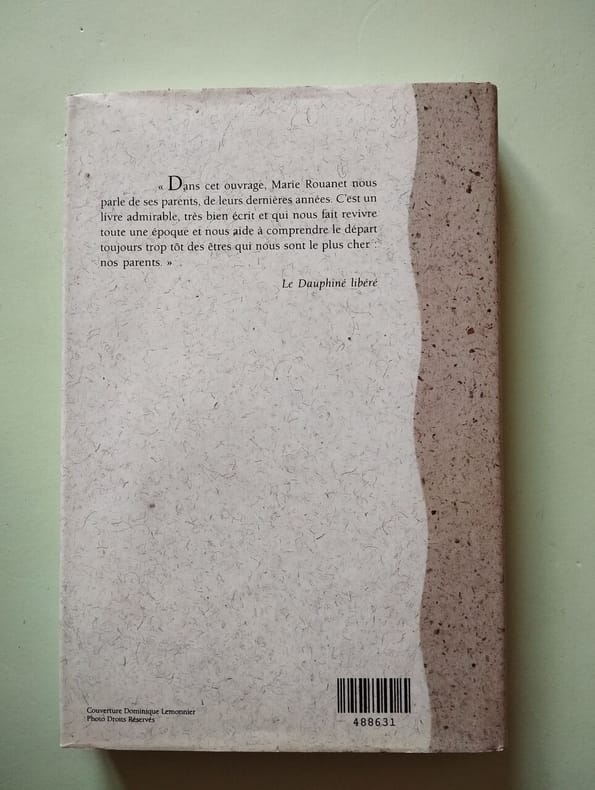 « Dans cet ouvrage, Marie Rouanet nous
parle de ses parents, de leurs dernières années. C'est un
livre admirable, très bien écrit et qui nous fait revivre
toute une époque et nous aide à comprendre le départ
toujours trop tôt des êtres qui nous sont le plus cher :
nos parents. »
Le Dauphiné libéré
Couverture Dominique Lemonnier
Photo Droits Réservés
488631